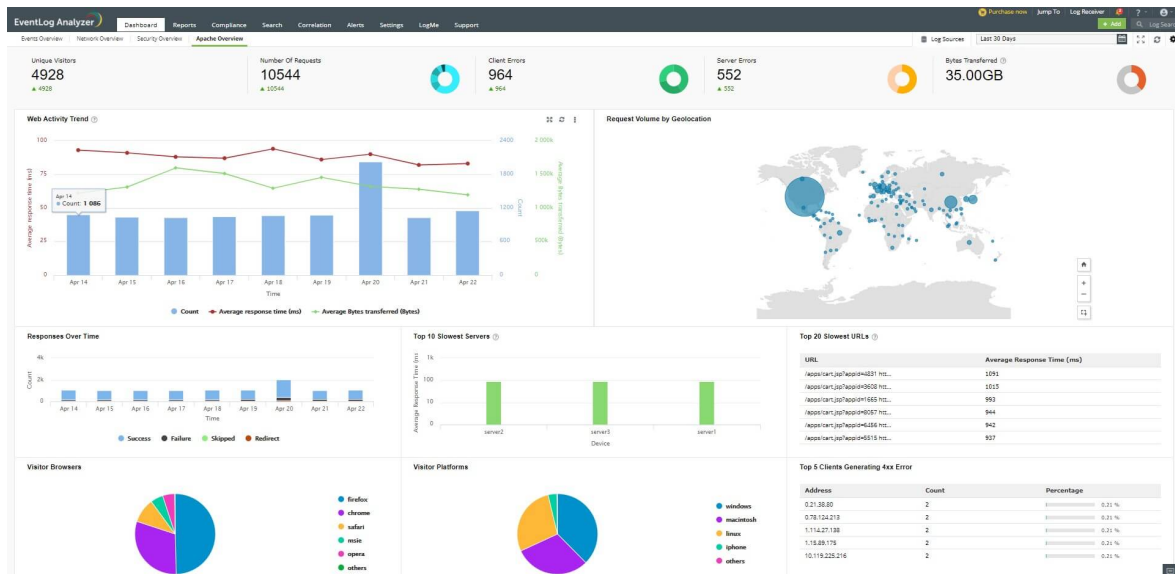 Purchase now Jump To Log Receiver ?
EventLog Analyzer Dashboard Reports Compliance Search Correlation Alerts Settings LogMe Support + Add Log Search
Events Overview Network Overview Security Overview Apache Overview Log Sources Last 30 Days
Unique Visitors
4928
▲ 4928
Number Of Requests
10544
▲ 10544
Client Errors
964
▲ 964
Server Errors
552
▲ 552
Bytes Transferred ?
35.00GB
Web Activity Trend ?
100
75
50
25
0
Average response time (ms)
2400
1800
1200
600
0
Count
2 000k
1 500k
1 000k
500k
0
Average Bytes transferred (Bytes)
Apr 14
Count: 1 086
Apr 14 Apr 15 Apr 16 Apr 17 Apr 18 Apr 19 Apr 20 Apr 21 Apr 22
Time
Count Average response time (ms) Average Bytes transferred (Bytes)
Request Volume by Geolocation
+
−
Responses Over Time
4k
2k
0
Count
Apr 14 Apr 15 Apr 16 Apr 17 Apr 18 Apr 19 Apr 20 Apr 21 Apr 22
Time
Success Failure Skipped Redirect
Top 10 Slowest Servers ?
1k
100
10
0
Average Response Time (ms)
server2 server3 server1
Device
Top 20 Slowest URLs ?
URL Average Response Time (ms)
/apps/cart.jsp?appid=4831 htt... 1091
/apps/cart.jsp?appid=3608 htt... 1015
/apps/cart.jsp?appid=1665 htt... 993
/apps/cart.jsp?appid=8057 htt... 944
/apps/cart.jsp?appid=6456 htt... 942
/apps/cart.jsp?appid=5515 htt... 937
Visitor Browsers
firefox
chrome
safari
msie
opera
others
Visitor Platforms
windows
macintosh
linux
iphone
others
Top 5 Clients Generating 4xx Error
Address Count Percentage
0.21.38.80 2 0.21 %
0.78.124.213 2 0.21 %
1.114.27.138 2 0.21 %
1.15.89.175 2 0.21 %
10.119.225.216 2 0.21 %